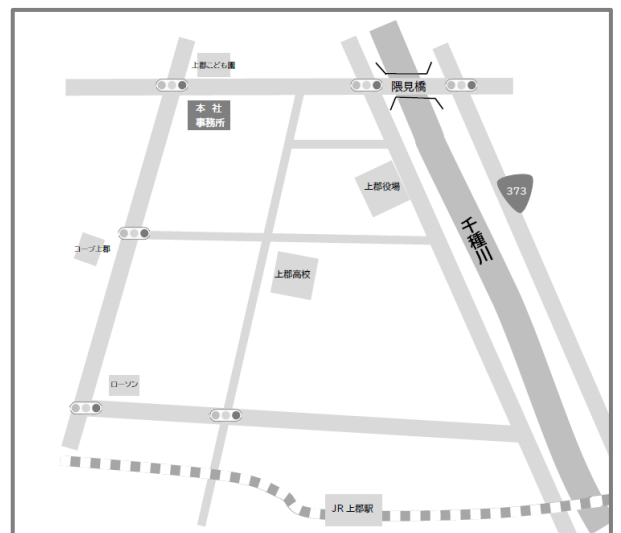 上郡こども園
隈見橋
本 社
事務所
上郡役場
373
千種川
コープ上郡
上郡高校
ローソン
JR 上郡駅